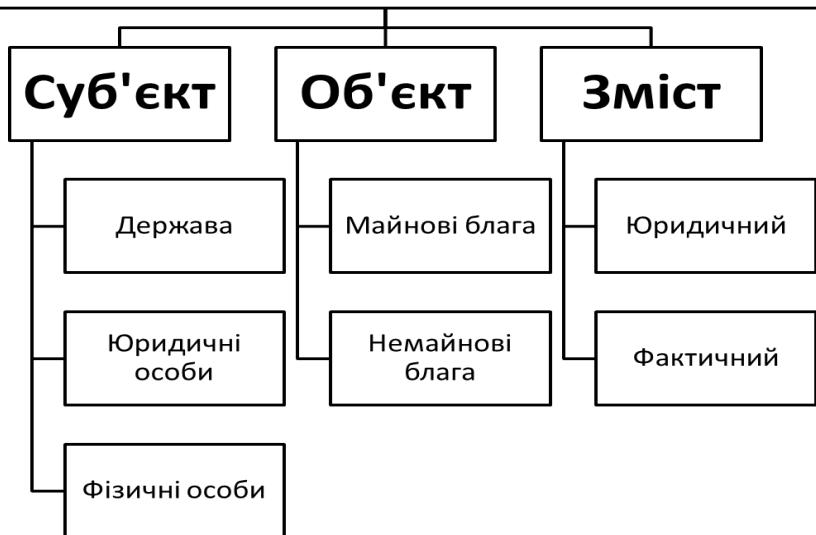 Суб'єкт
Держава
Юридичні
особи
Фізичні особи
Об'єкт
Майнові блага
Немайнові
блага
Зміст
Юридичний
Фактичний